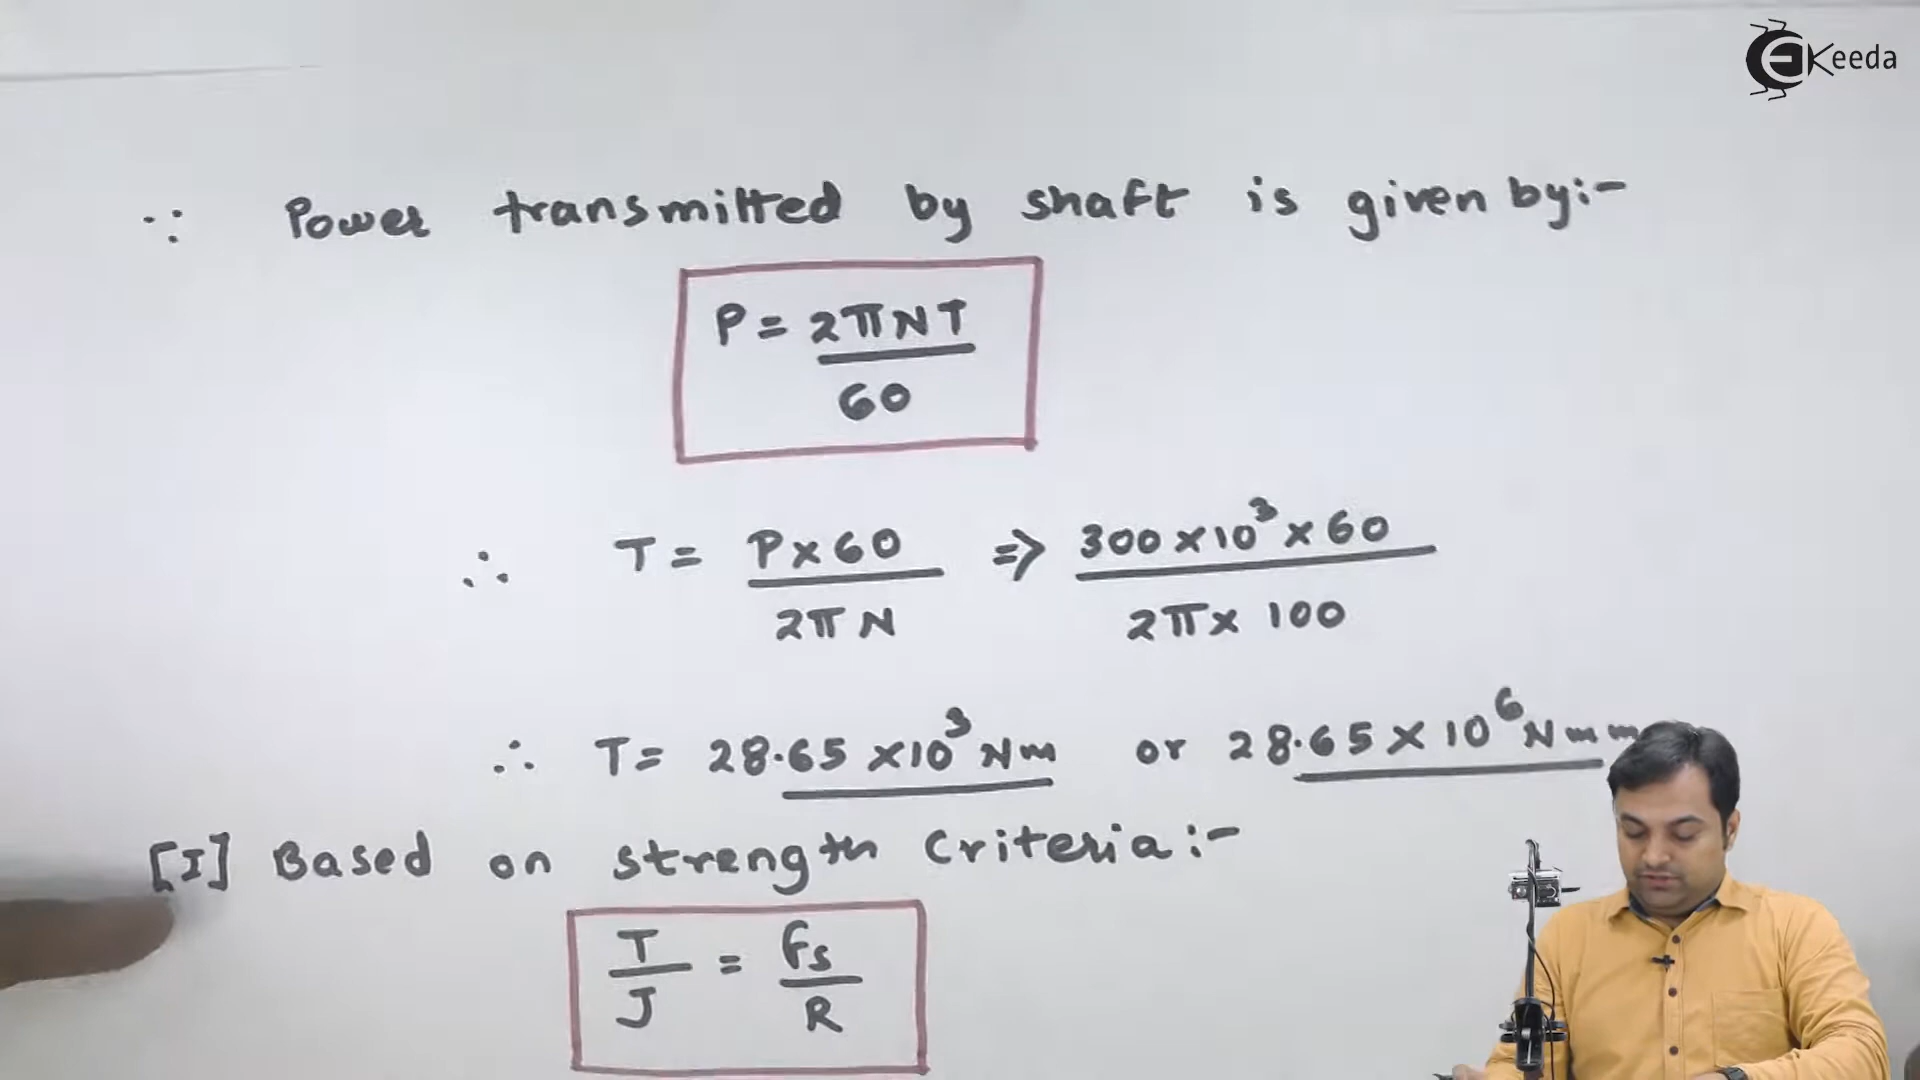 EKeeda
∵ Power transmitted by shaft is given by:-
P = 2πNT / 60
∴ T = P x 60 / 2πN ⇒ 300 x 10³ x 60 / 2π x 100
∴ T = 28.65 x 10³ Nm or 28.65 x 10⁶ Nmm
[I] Based on strength Criteria:-
T / J = fs / R